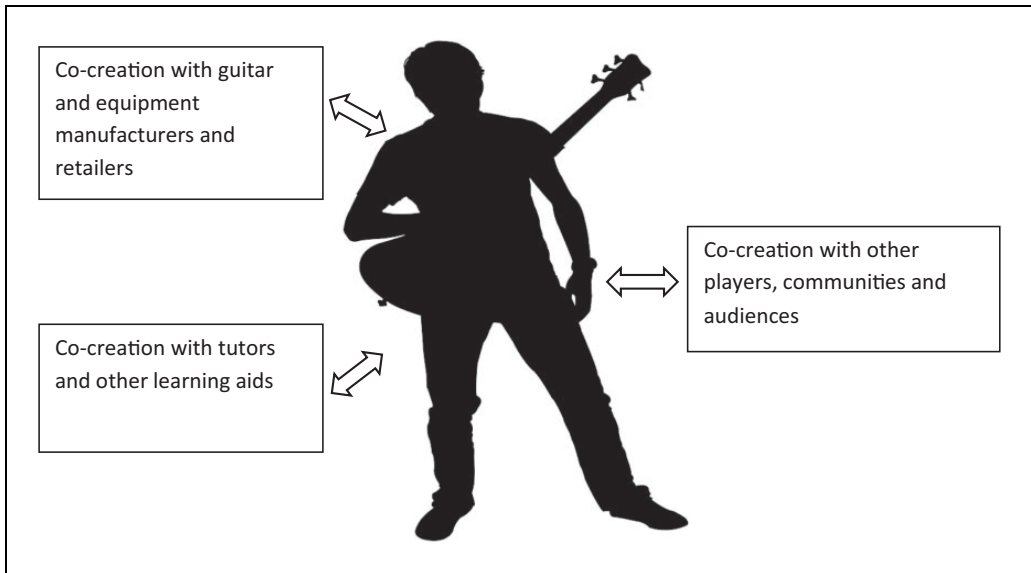 Co-creation with guitar
and equipment
manufacturers and
retailers
Co-creation with other
players, communities and
audiences
Co-creation with tutors
and other learning aids